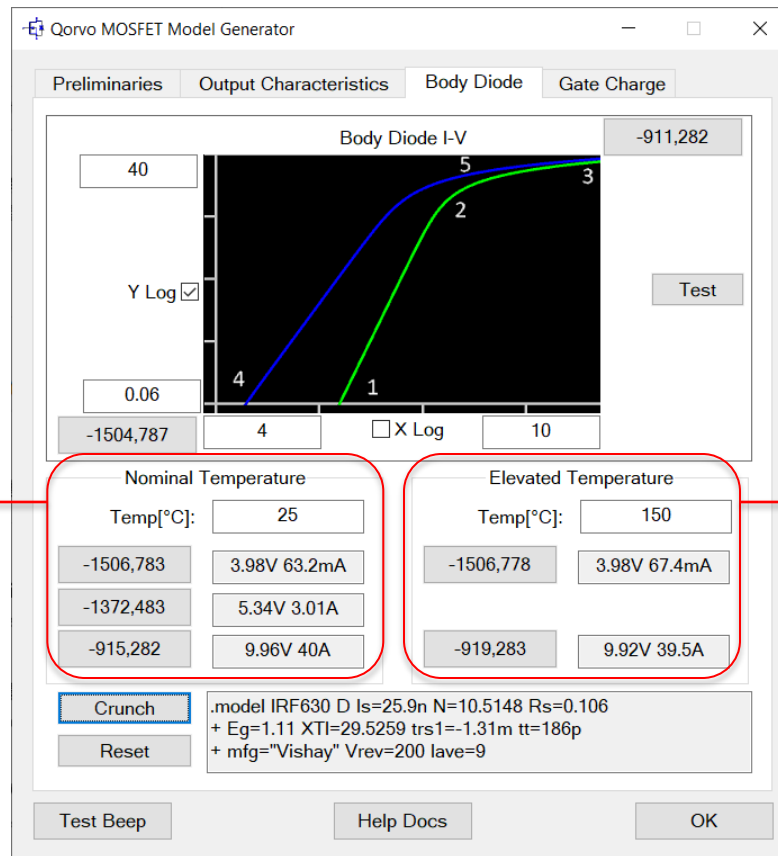 Qorvo MOSFET Model Generator
Preliminaries Output Characteristics Body Diode Gate Charge
Body Diode I-V -911,282
40 5 3
2
Y Log Test
4 1
0.06
-1504,787 4 X Log 10
Nominal Temperature Elevated Temperature
Temp[°C]: 25 Temp[°C]: 150
-1506,783 3.98V 63.2mA -1506,778 3.98V 67.4mA
-1372,483 5.34V 3.01A
-915,282 9.96V 40A -919,283 9.92V 39.5A
Crunch .model IRF630 D Is=25.9n N=10.5148 Rs=0.106
+ Eg=1.11 XTI=29.5259 trs1=-1.31m tt=186p
Reset + mfg="Vishay" Vrev=200 Iave=9
Test Beep Help Docs OK